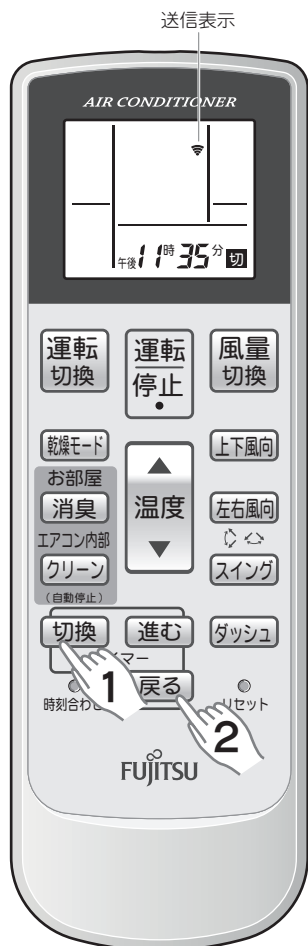 送信表示
AIR CONDITIONER
午後11時35分 切
運転切換
運転停止
風量切換
乾燥モード
上下風向
お部屋
消臭
温度
左右風向
エアコン内部
クリーン
スイング
(自動停止)
切換
進む
ダッシュ
マー
1
戻る
時刻合わせ
リセット
2
FUJITSU